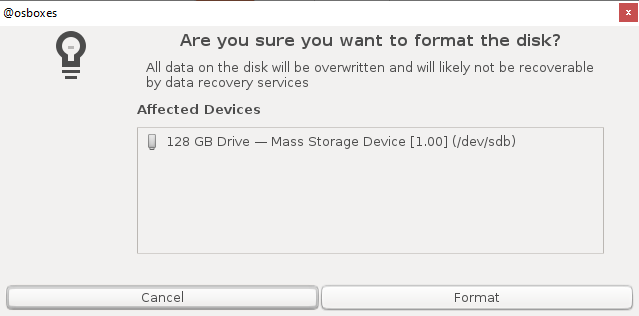 @osboxes
x
Are you sure you want to format the disk?
All data on the disk will be overwritten and will likely not be recoverable
by data recovery services
Affected Devices
128 GB Drive — Mass Storage Device [1.00] (/dev/sdb)
Cancel
Format